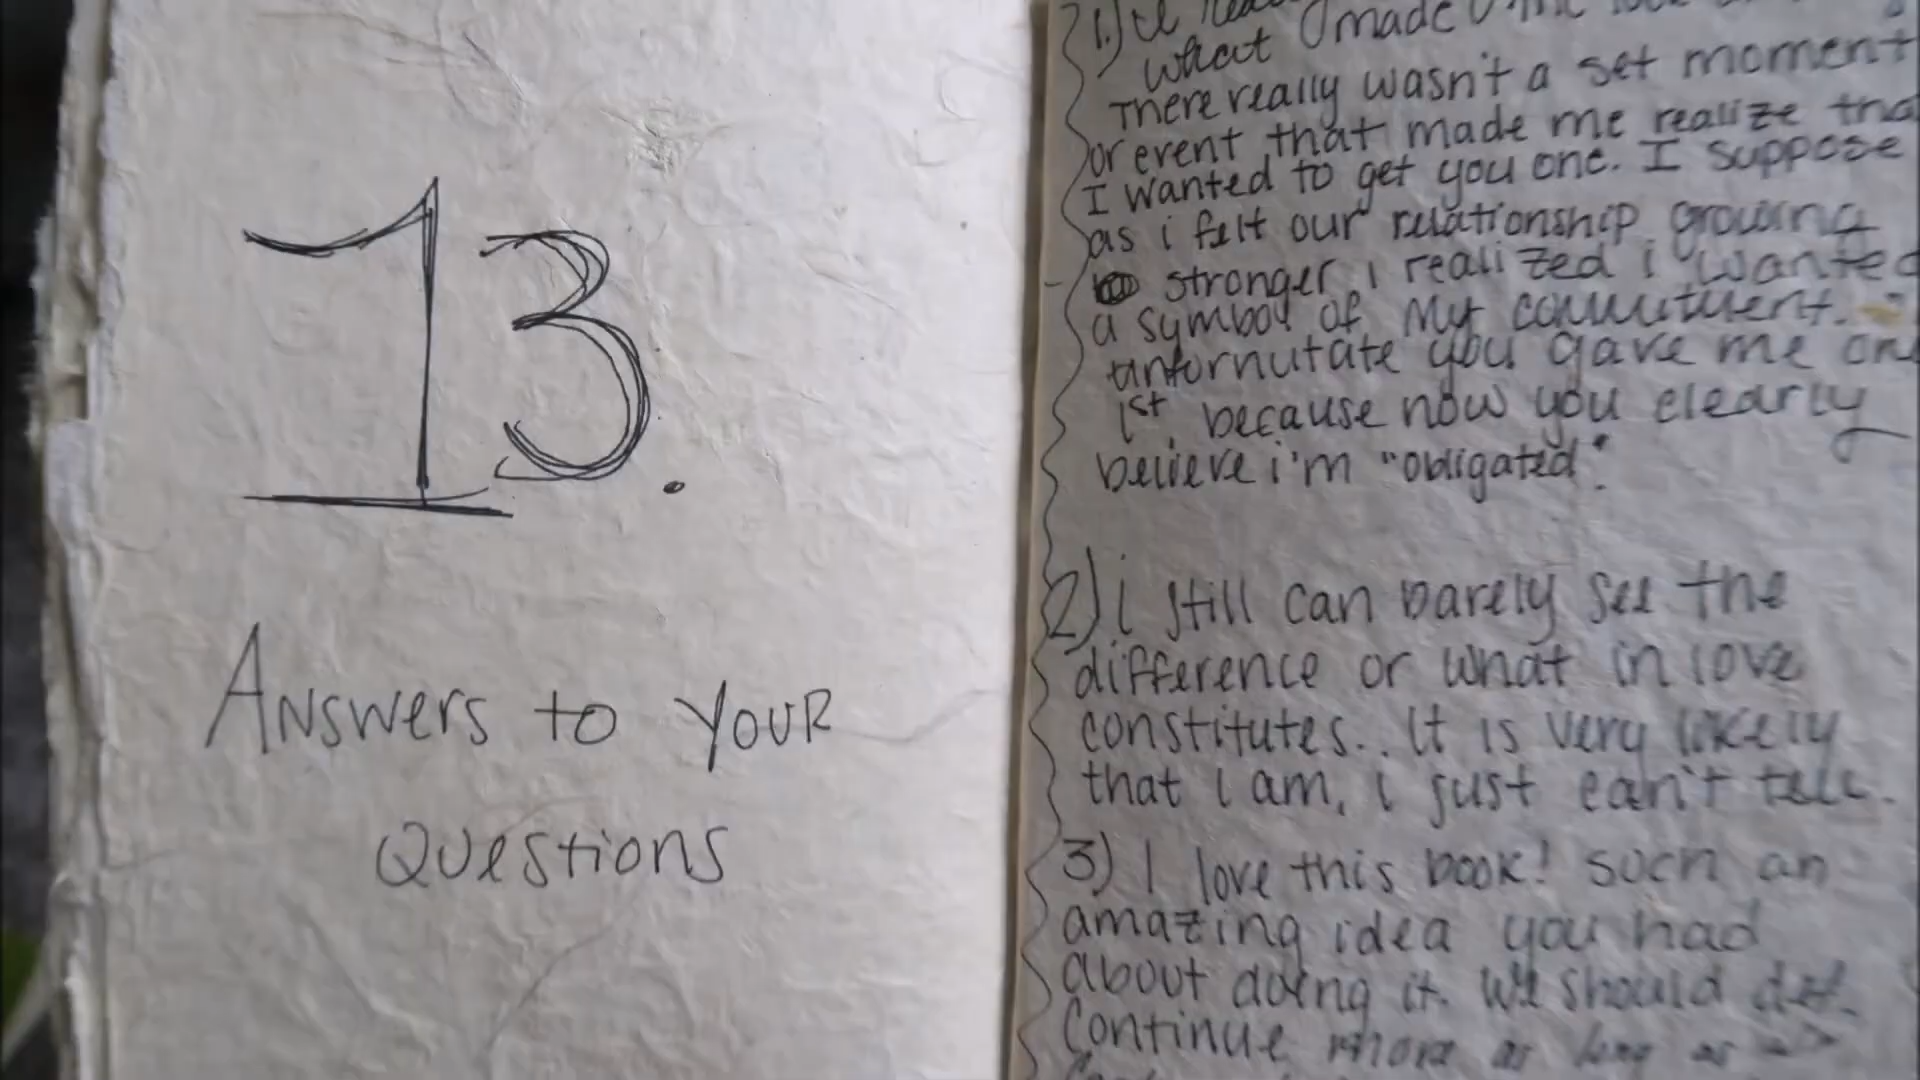 13.
Answers to your
Questions
1.)
what made
There really wasn't a set moment
or event that made me realize
I wanted to get you one. I suppose
as i felt our relationship growing
stronger i realized i wanted
a symbol of my commitment.
unfornutate you gave me
1st because now you clearly
believe i'm "obligated".
2) i still can barely see the
difference or what in love
constitutes.. It is very likely
that I am, i just can't tell.
3) I love this book! Such an
amazing idea you had
about doing it. We should def.
Continue more as long as